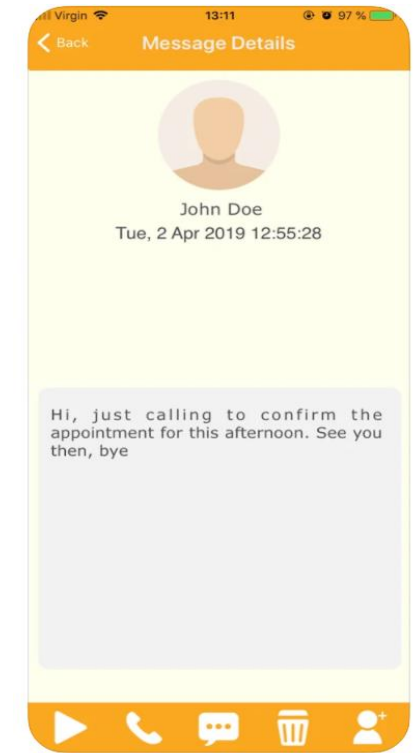 Virgin 13:11 97 %
Back Message Details
John Doe
Tue, 2 Apr 2019 12:55:28
Hi, just calling to confirm the
appointment for this afternoon. See you
then, bye